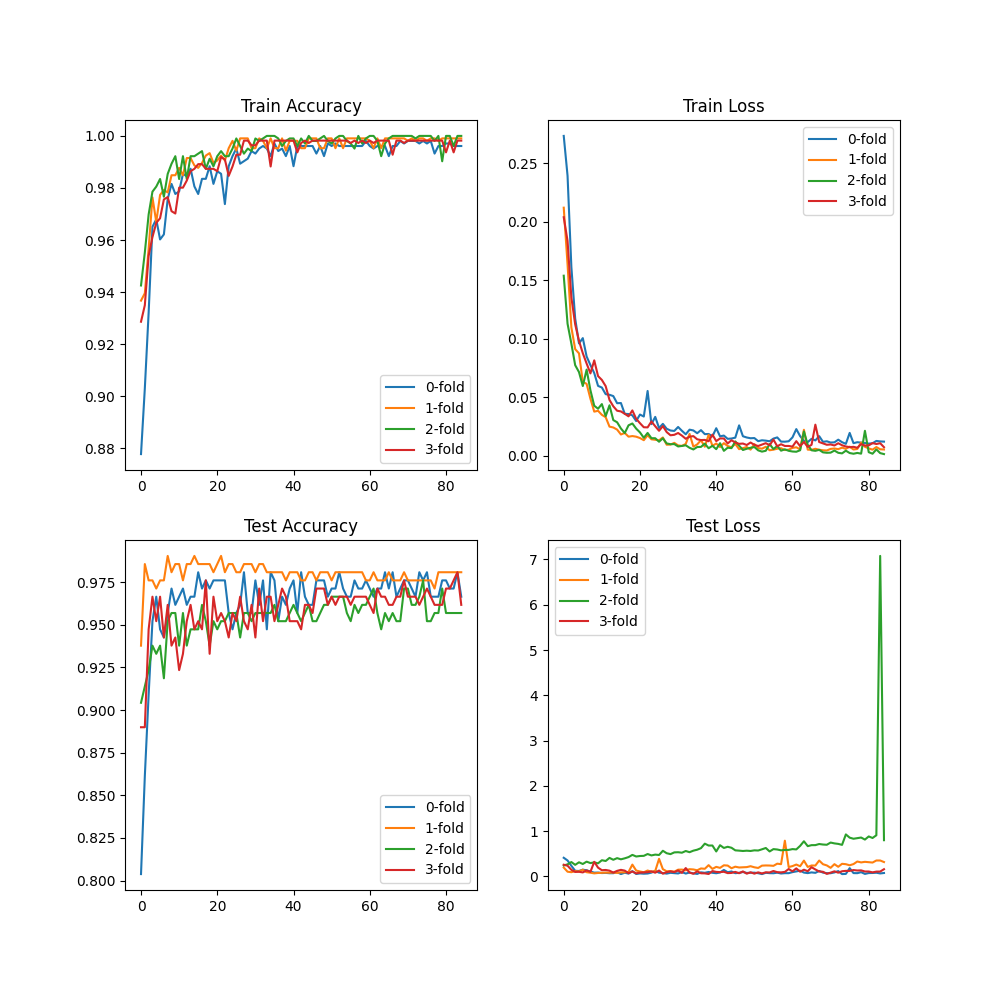 Train Accuracy
1.00
0.98
0.96
0.94
0.92
0.90
0.88
0 20 40 60 80
0-fold
1-fold
2-fold
3-fold
Train Loss
0.25
0.20
0.15
0.10
0.05
0.00
0 20 40 60 80
0-fold
1-fold
2-fold
3-fold
Test Accuracy
0.975
0.950
0.925
0.900
0.875
0.850
0.825
0.800
0 20 40 60 80
0-fold
1-fold
2-fold
3-fold
Test Loss
7
6
5
4
3
2
1
0
0 20 40 60 80
0-fold
1-fold
2-fold
3-fold